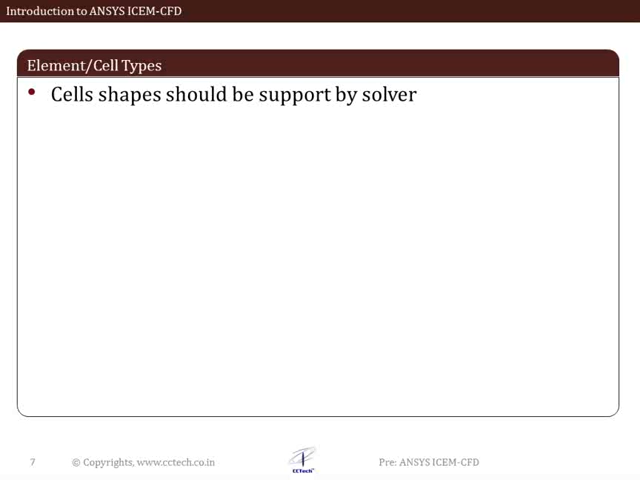 Introduction to ANSYS ICEM-CFD
Element/Cell Types
• Cells shapes should be support by solver
7 © Copyrights, www.cctech.co.in CCTech™ Pre: ANSYS ICEM-CFD